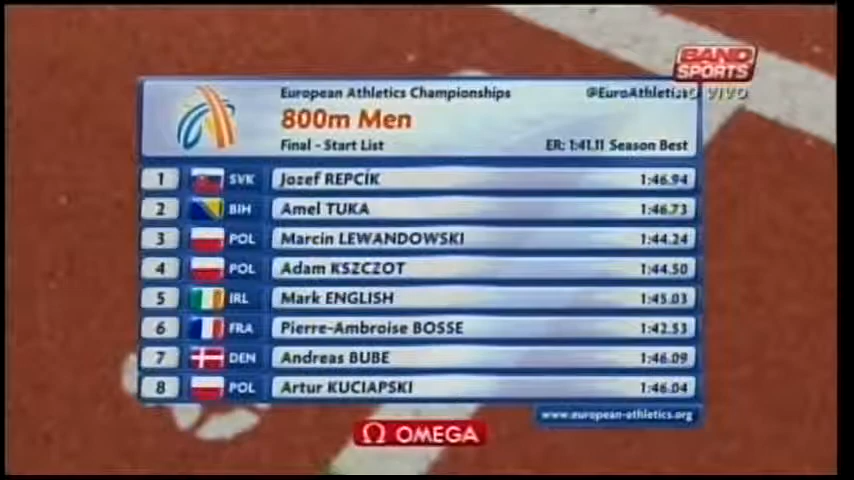 BAND SPORTS
AO VIVO
European Athletics Championships @EuroAthletics
800m Men
Final - Start List ER: 1:41.11 Season Best
1 SVK Jozef REPCÍK 1:46.94
2 BIH Amel TUKA 1:46.73
3 POL Marcin LEWANDOWSKI 1:44.24
4 POL Adam KSZCZOT 1:44.50
5 IRL Mark ENGLISH 1:45.03
6 FRA Pierre-Ambroise BOSSE 1:42.53
7 DEN Andreas BUBE 1:46.09
8 POL Artur KUCIAPSKI 1:46.04
www.european-athletics.org
Ω OMEGA